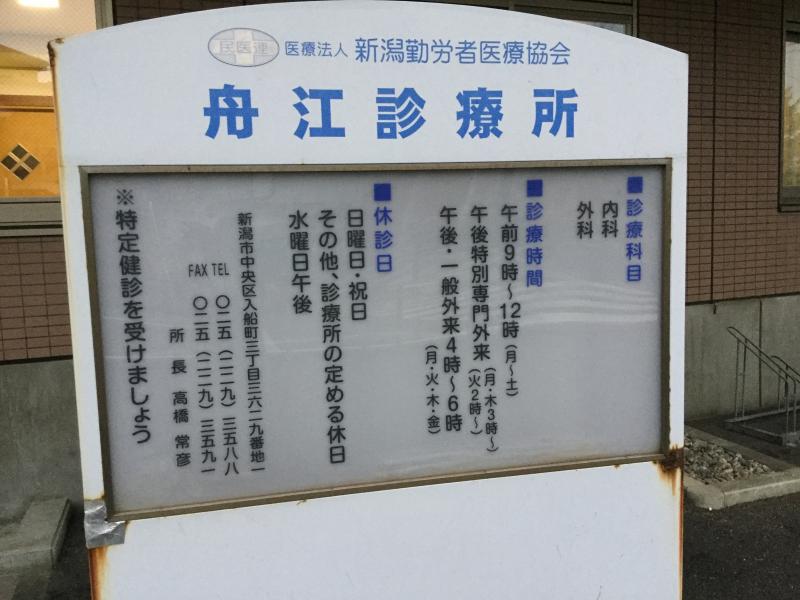 民医連
医療法人 新潟勤労者医療協会
舟江診療所
■診療科目
内科
外科
■診療時間
午前9時～12時（月～土）
午後特別専門外来（月・木3時～）（火2時～）
午後・一般外来4時～6時（月・火・木・金）
■休診日
日曜日・祝日
その他、診療所の定める休日
水曜日午後
新潟市中央区入船町三丁目三六二九番地一
TEL 〇二五（二二九）三五八八
FAX 〇二五（二二九）三五九一
所長 高橋常彦
※特定健診を受けましょう